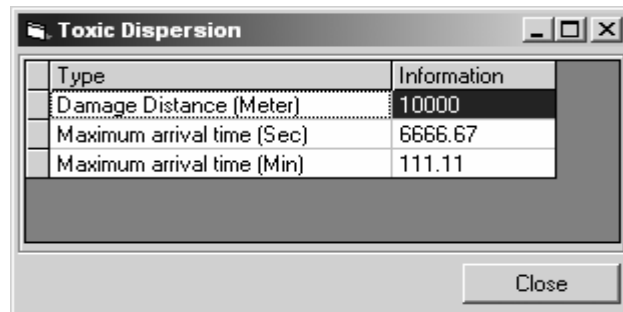 Toxic Dispersion
Type Information
Damage Distance (Meter) 10000
Maximum arrival time (Sec) 6666.67
Maximum arrival time (Min) 111.11
Close